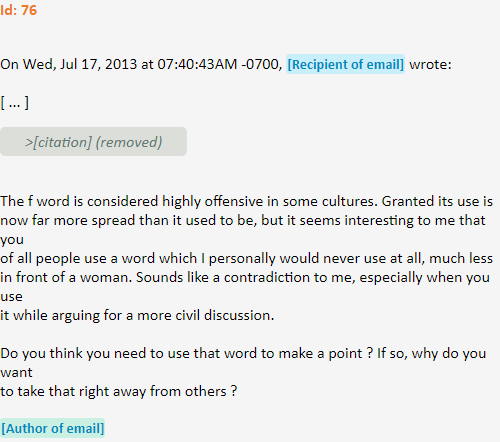 Id: 76
On Wed, Jul 17, 2013 at 07:40:43AM -0700, [Recipient of email] wrote:
[ ... ]
>[citation] (removed)
The f word is considered highly offensive in some cultures. Granted its use is
now far more spread than it used to be, but it seems interesting to me that
you
of all people use a word which I personally would never use at all, much less
in front of a woman. Sounds like a contradiction to me, especially when you
use
it while arguing for a more civil discussion.
Do you think you need to use that word to make a point ? If so, why do you
want
to take that right away from others ?
[Author of email]